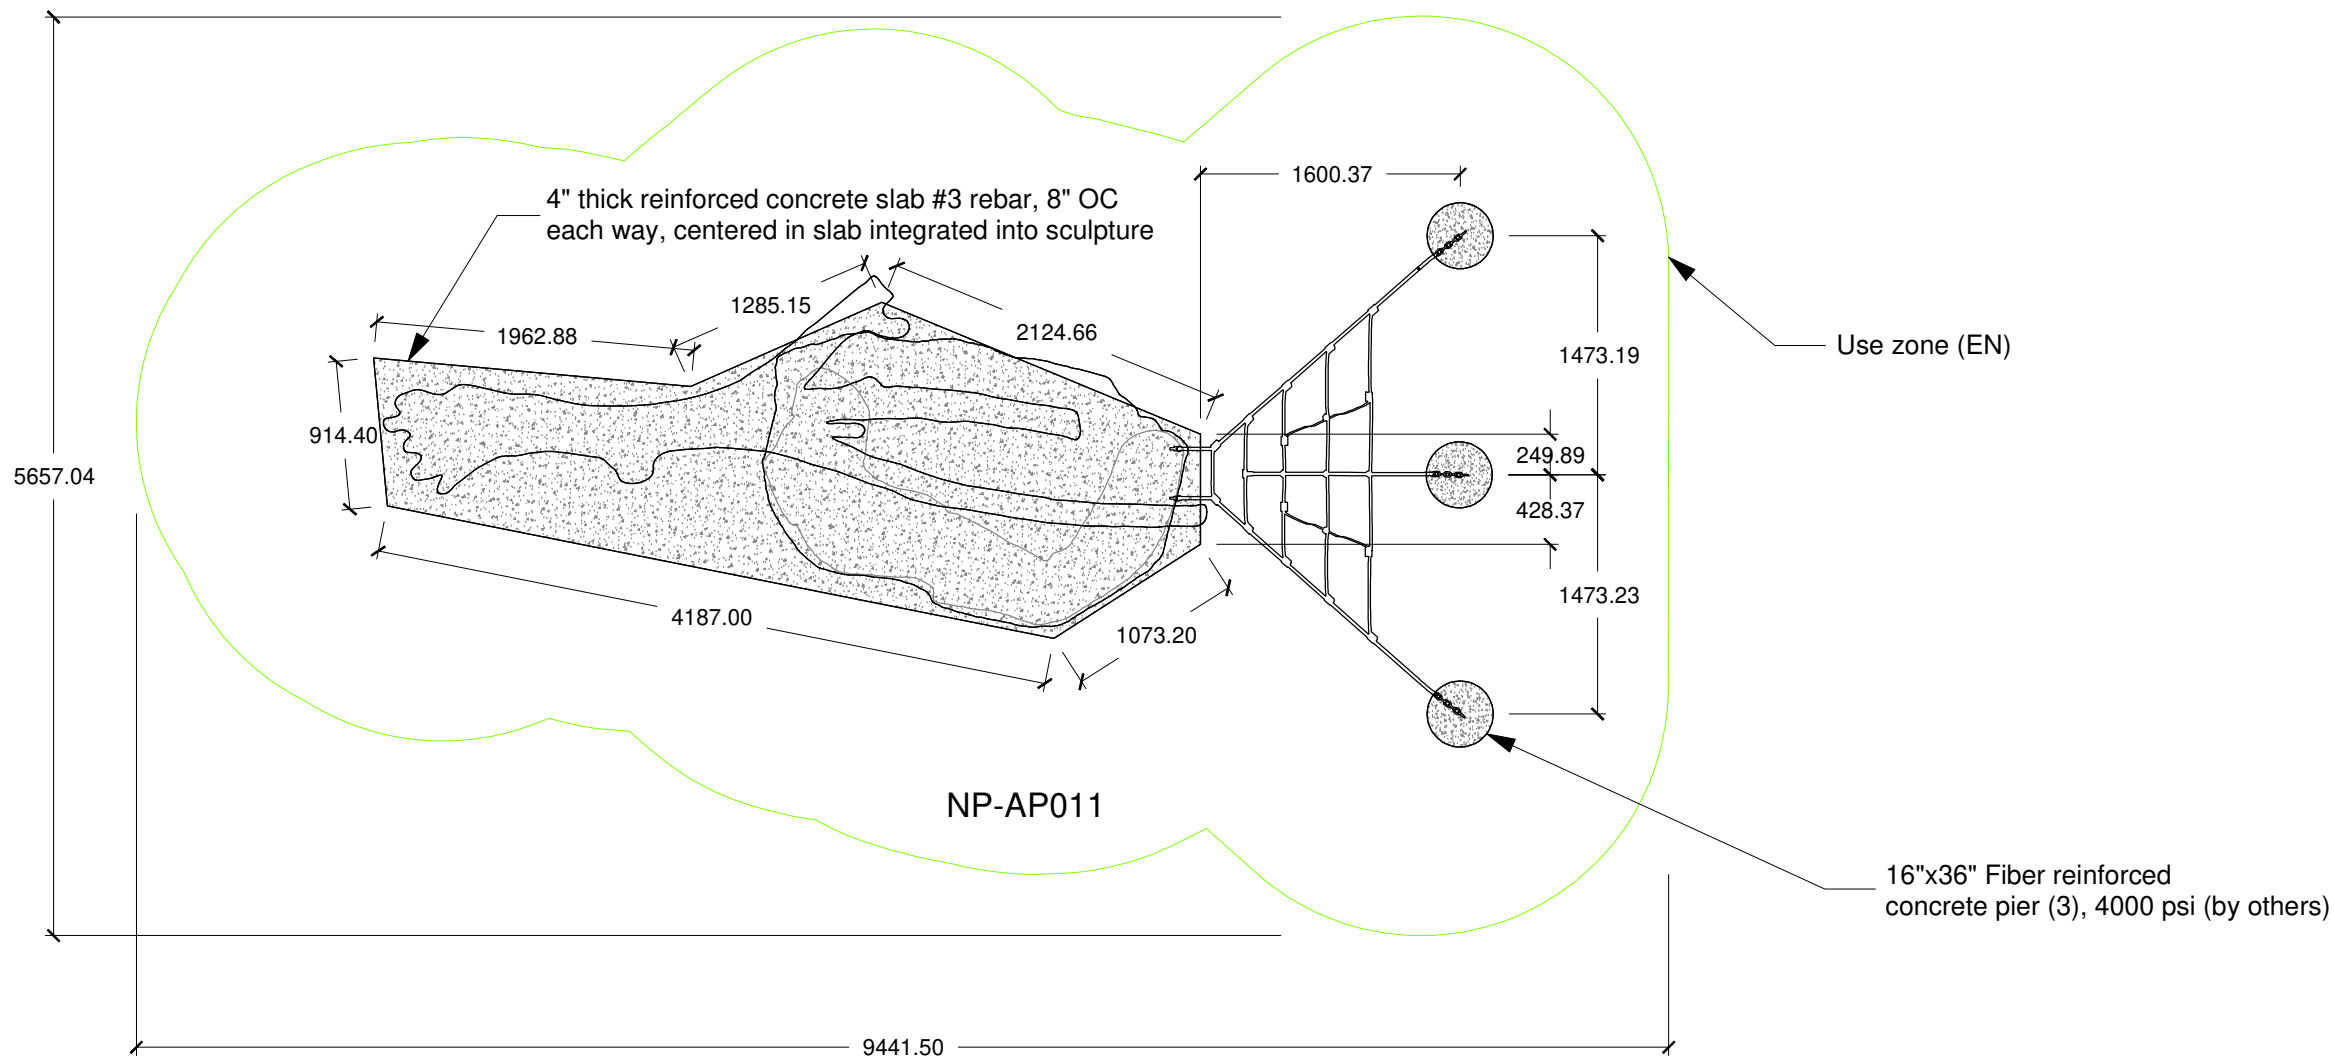 1600.37
4" thick reinforced concrete slab #3 rebar, 8" OC
each way, centered in slab integrated into sculpture
1285.15
1962.88
2124.66
1473.19
Use zone (EN)
914.40
249.89
5657.04
428.37
1473.23
4187.00
1073.20
NP-AP011
16"x36" Fiber reinforced
concrete pier (3), 4000 psi (by others)
9441.50